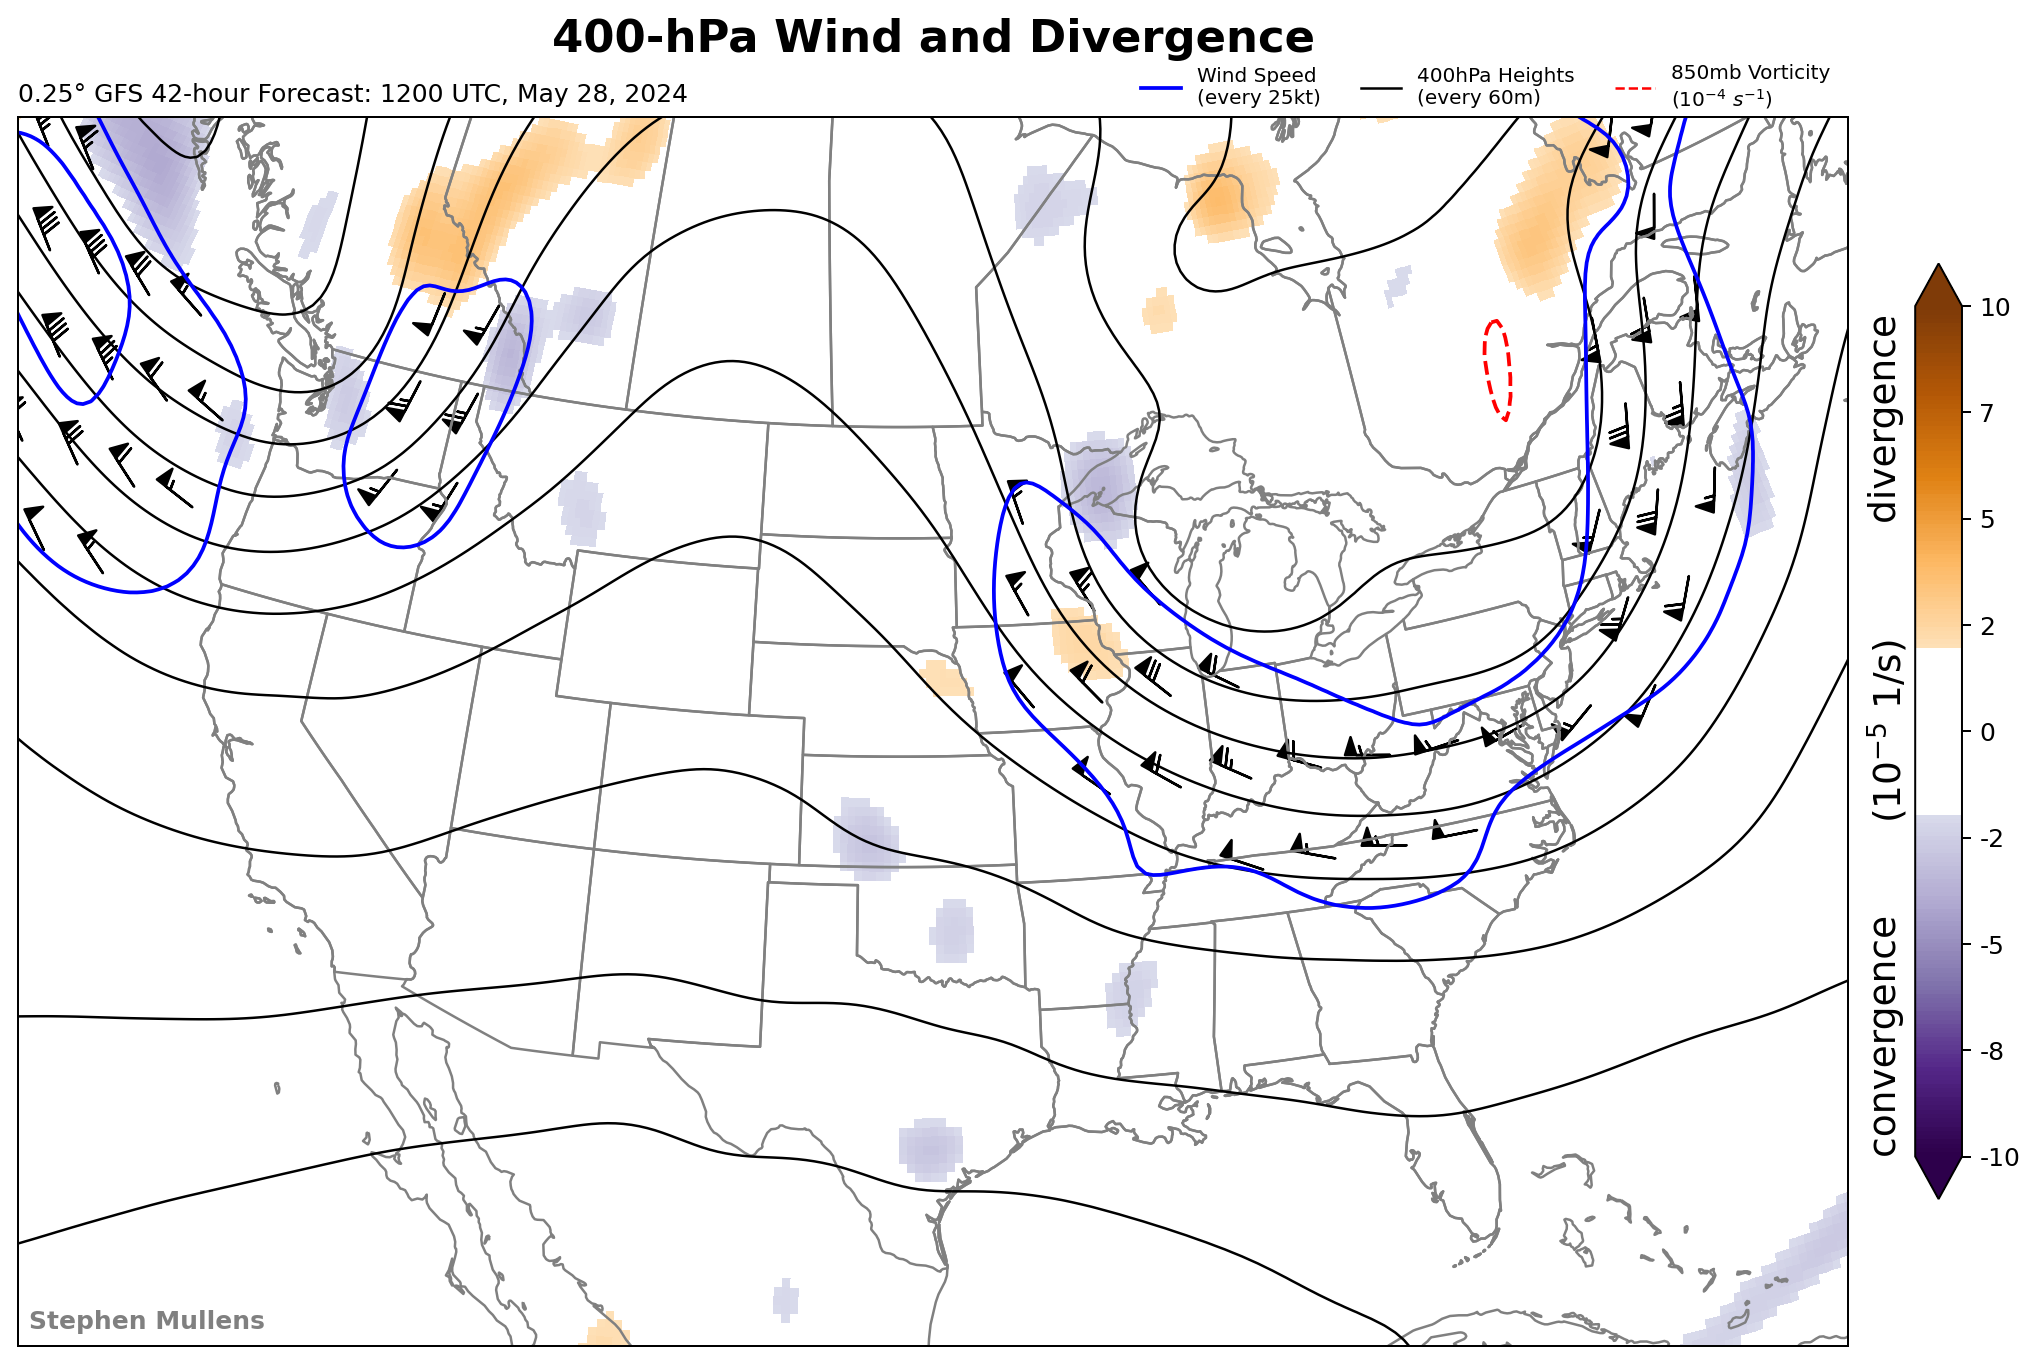 400-hPa Wind and Divergence
0.25° GFS 42-hour Forecast: 1200 UTC, May 28, 2024
Wind Speed
(every 25kt)
400hPa Heights
(every 60m)
850mb Vorticity
(10⁻⁴ s⁻¹)
10
7
5
2
0
-2
-5
-8
-10
convergence (10⁻⁵ 1/s) divergence
Stephen Mullens